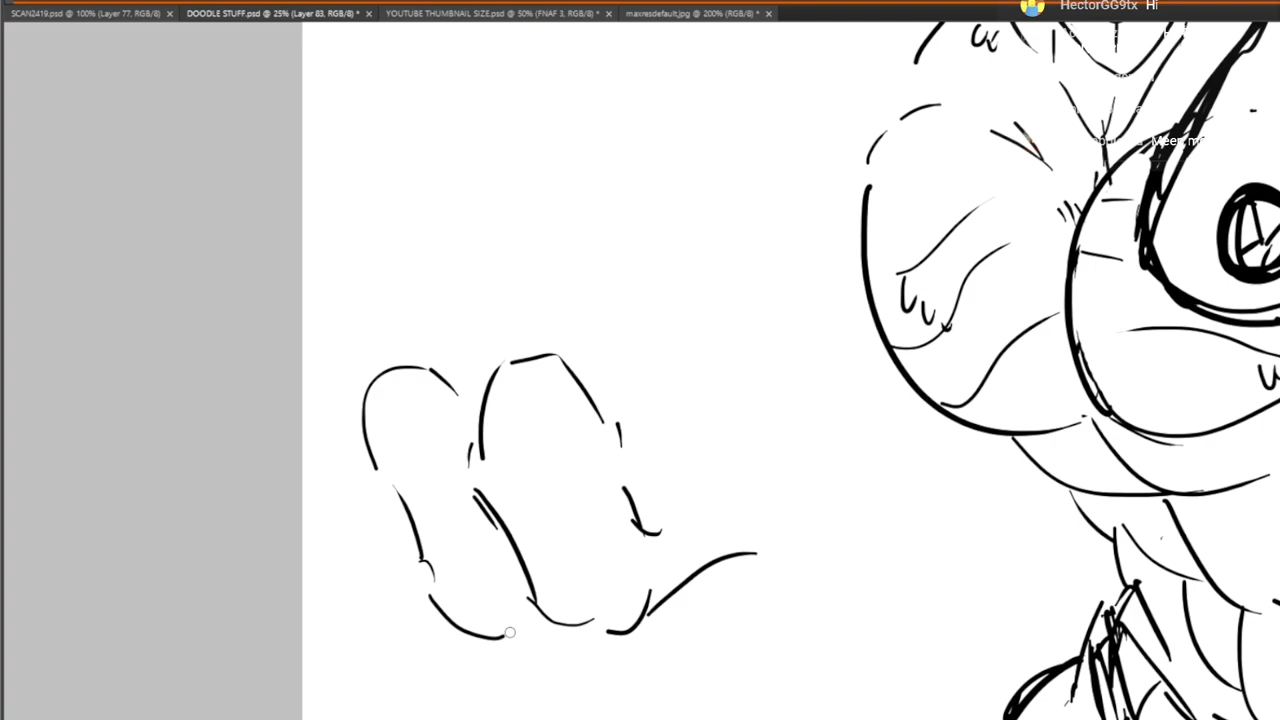 SCAN2419.psd @ 100% (Layer 77, RGB/8) ×
DOODLE STUFF.psd @ 25% (Layer 83, RGB/8) * ×
YOUTUBE THUMBNAIL SIZE.psd @ 50% (FNAF 3, RGB/8) * ×
maxresdefault.jpg @ 200% (RGB/8) * ×
HectorGG9tx Hi